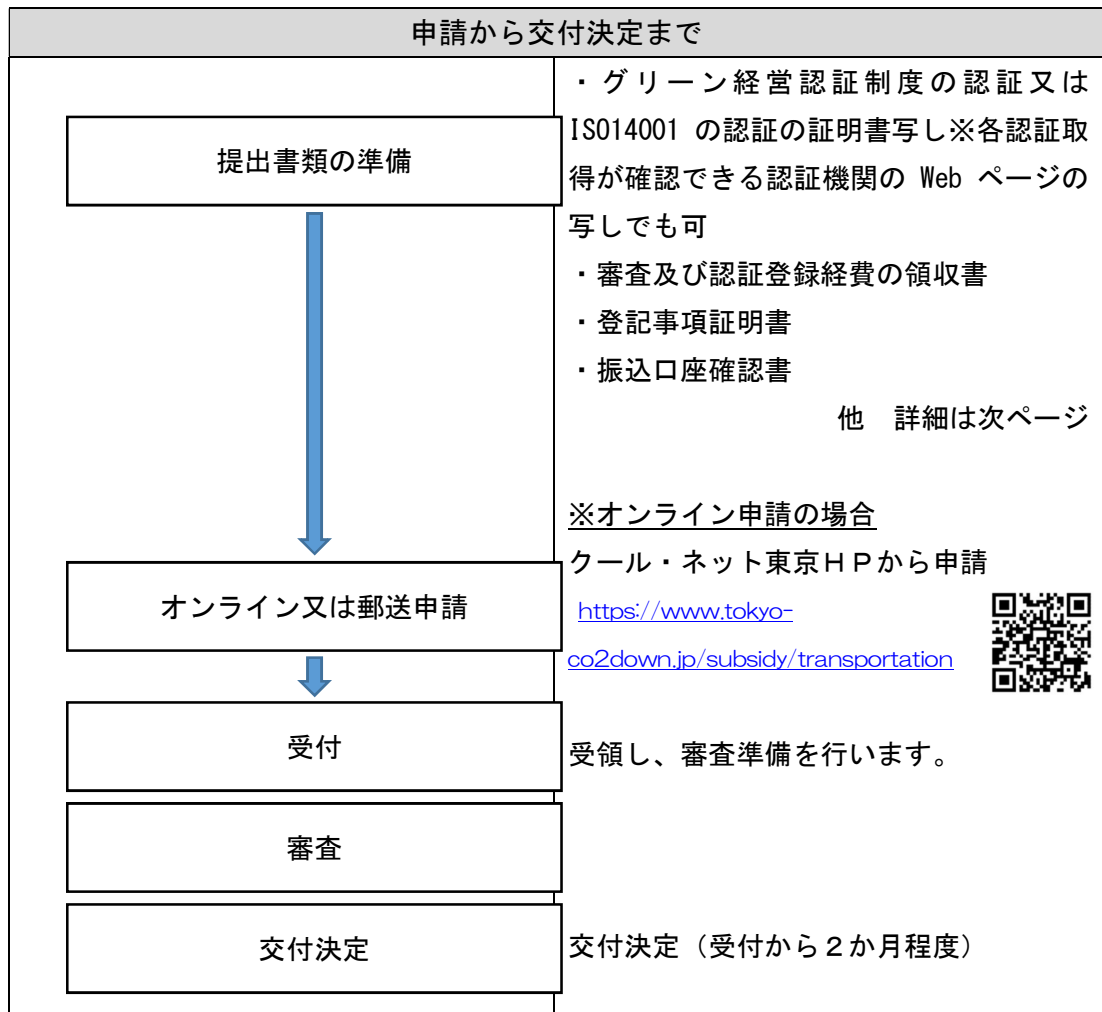 申請から交付決定まで
提出書類の準備
・グリーン経営認証制度の認証又は
ISO14001 の認証の証明書写し※各認証取
得が確認できる認証機関の Web ページの
写しでも可
・審査及び認証登録経費の領収書
・登記事項証明書
・振込口座確認書
他　詳細は次ページ
※オンライン申請の場合
クール・ネット東京ＨＰから申請
オンライン又は郵送申請
https://www.tokyo-
co2down.jp/subsidy/transportation
受付
受領し、審査準備を行います。
審査
交付決定
交付決定（受付から２か月程度）